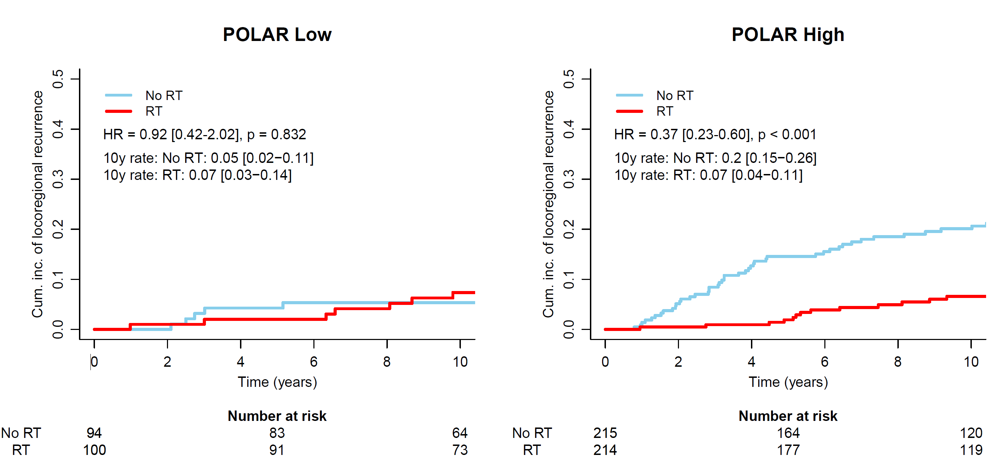 POLAR Low
Cum. inc. of locoregional recurrence
0.5
0.4
0.3
0.2
0.1
0.0
No RT
RT
HR = 0.92 [0.42-2.02], p = 0.832
10y rate: No RT: 0.05 [0.02−0.11]
10y rate: RT: 0.07 [0.03−0.14]
0 2 4 6 8 10
Time (years)
Number at risk
No RT 94 83 64
RT 100 91 73
POLAR High
Cum. inc. of locoregional recurrence
0.5
0.4
0.3
0.2
0.1
0.0
No RT
RT
HR = 0.37 [0.23-0.60], p < 0.001
10y rate: No RT: 0.2 [0.15−0.26]
10y rate: RT: 0.07 [0.04−0.11]
0 2 4 6 8 10
Time (years)
Number at risk
No RT 215 164 120
RT 214 177 119